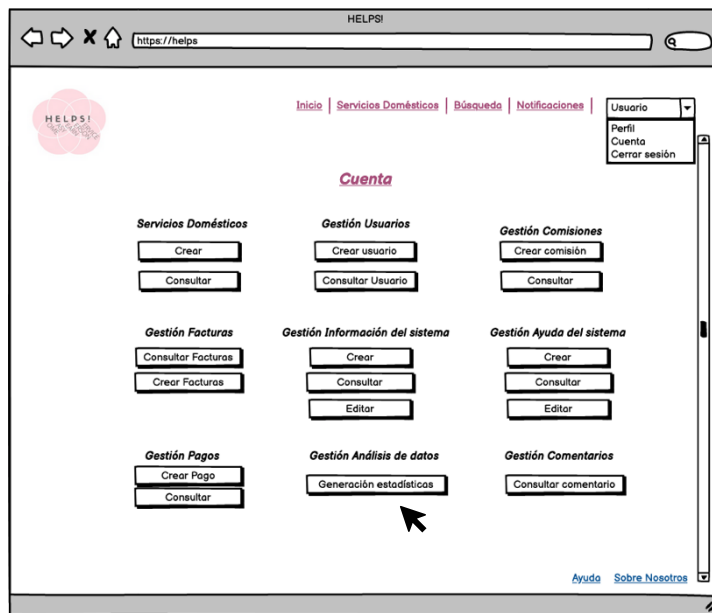 HELPS!
https://helps
HELPS!
Inicio
Servicios Domésticos
Búsqueda
Notificaciones
Usuario
Perfil
Cuenta
Cerrar sesión
Cuenta
Servicios Domésticos
Crear
Consultar
Gestión Usuarios
Crear usuario
Consultar Usuario
Gestión Comisiones
Crear comisión
Consultar
Gestión Facturas
Consultar Facturas
Crear Facturas
Gestión Información del sistema
Crear
Consultar
Editar
Gestión Ayuda del sistema
Crear
Consultar
Editar
Gestión Pagos
Crear Pago
Consultar
Gestión Análisis de datos
Generación estadísticas
Gestión Comentarios
Consultar comentario
Ayuda
Sobre Nosotros